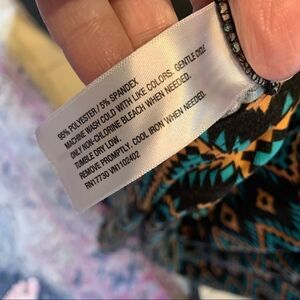 95% POLYESTER / 5% SPANDEX
MACHINE WASH COLD WITH LIKE COLORS. GENTLE CYCLE
ONLY NON-CHLORINE BLEACH WHEN NEEDED.
TUMBLE DRY LOW.
REMOVE PROMPTLY. COOL IRON WHEN NEEDED.
RN17730 VN1102402